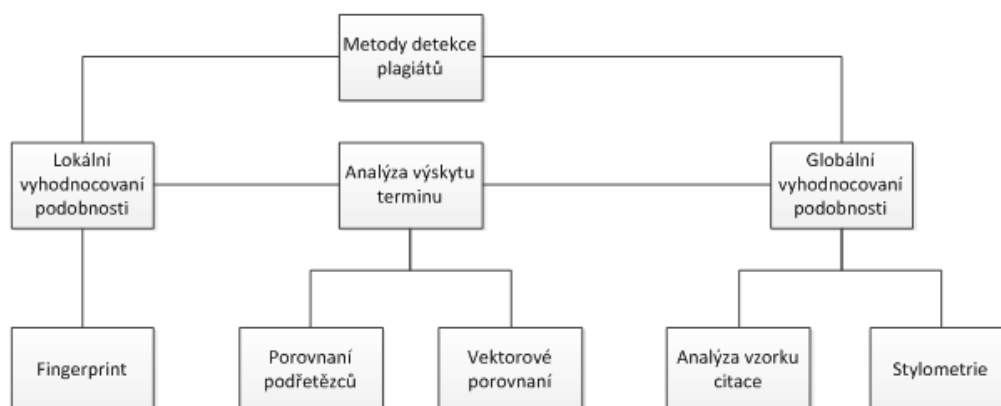 Metody detekce
plagiátů
Lokální
vyhodnocovaní
podobnosti
Analýza výskytu
terminu
Globální
vyhodnocovaní
podobnosti
Fingerprint
Porovnaní
podřetězců
Vektorové
porovnaní
Analýza vzorku
citace
Stylometrie